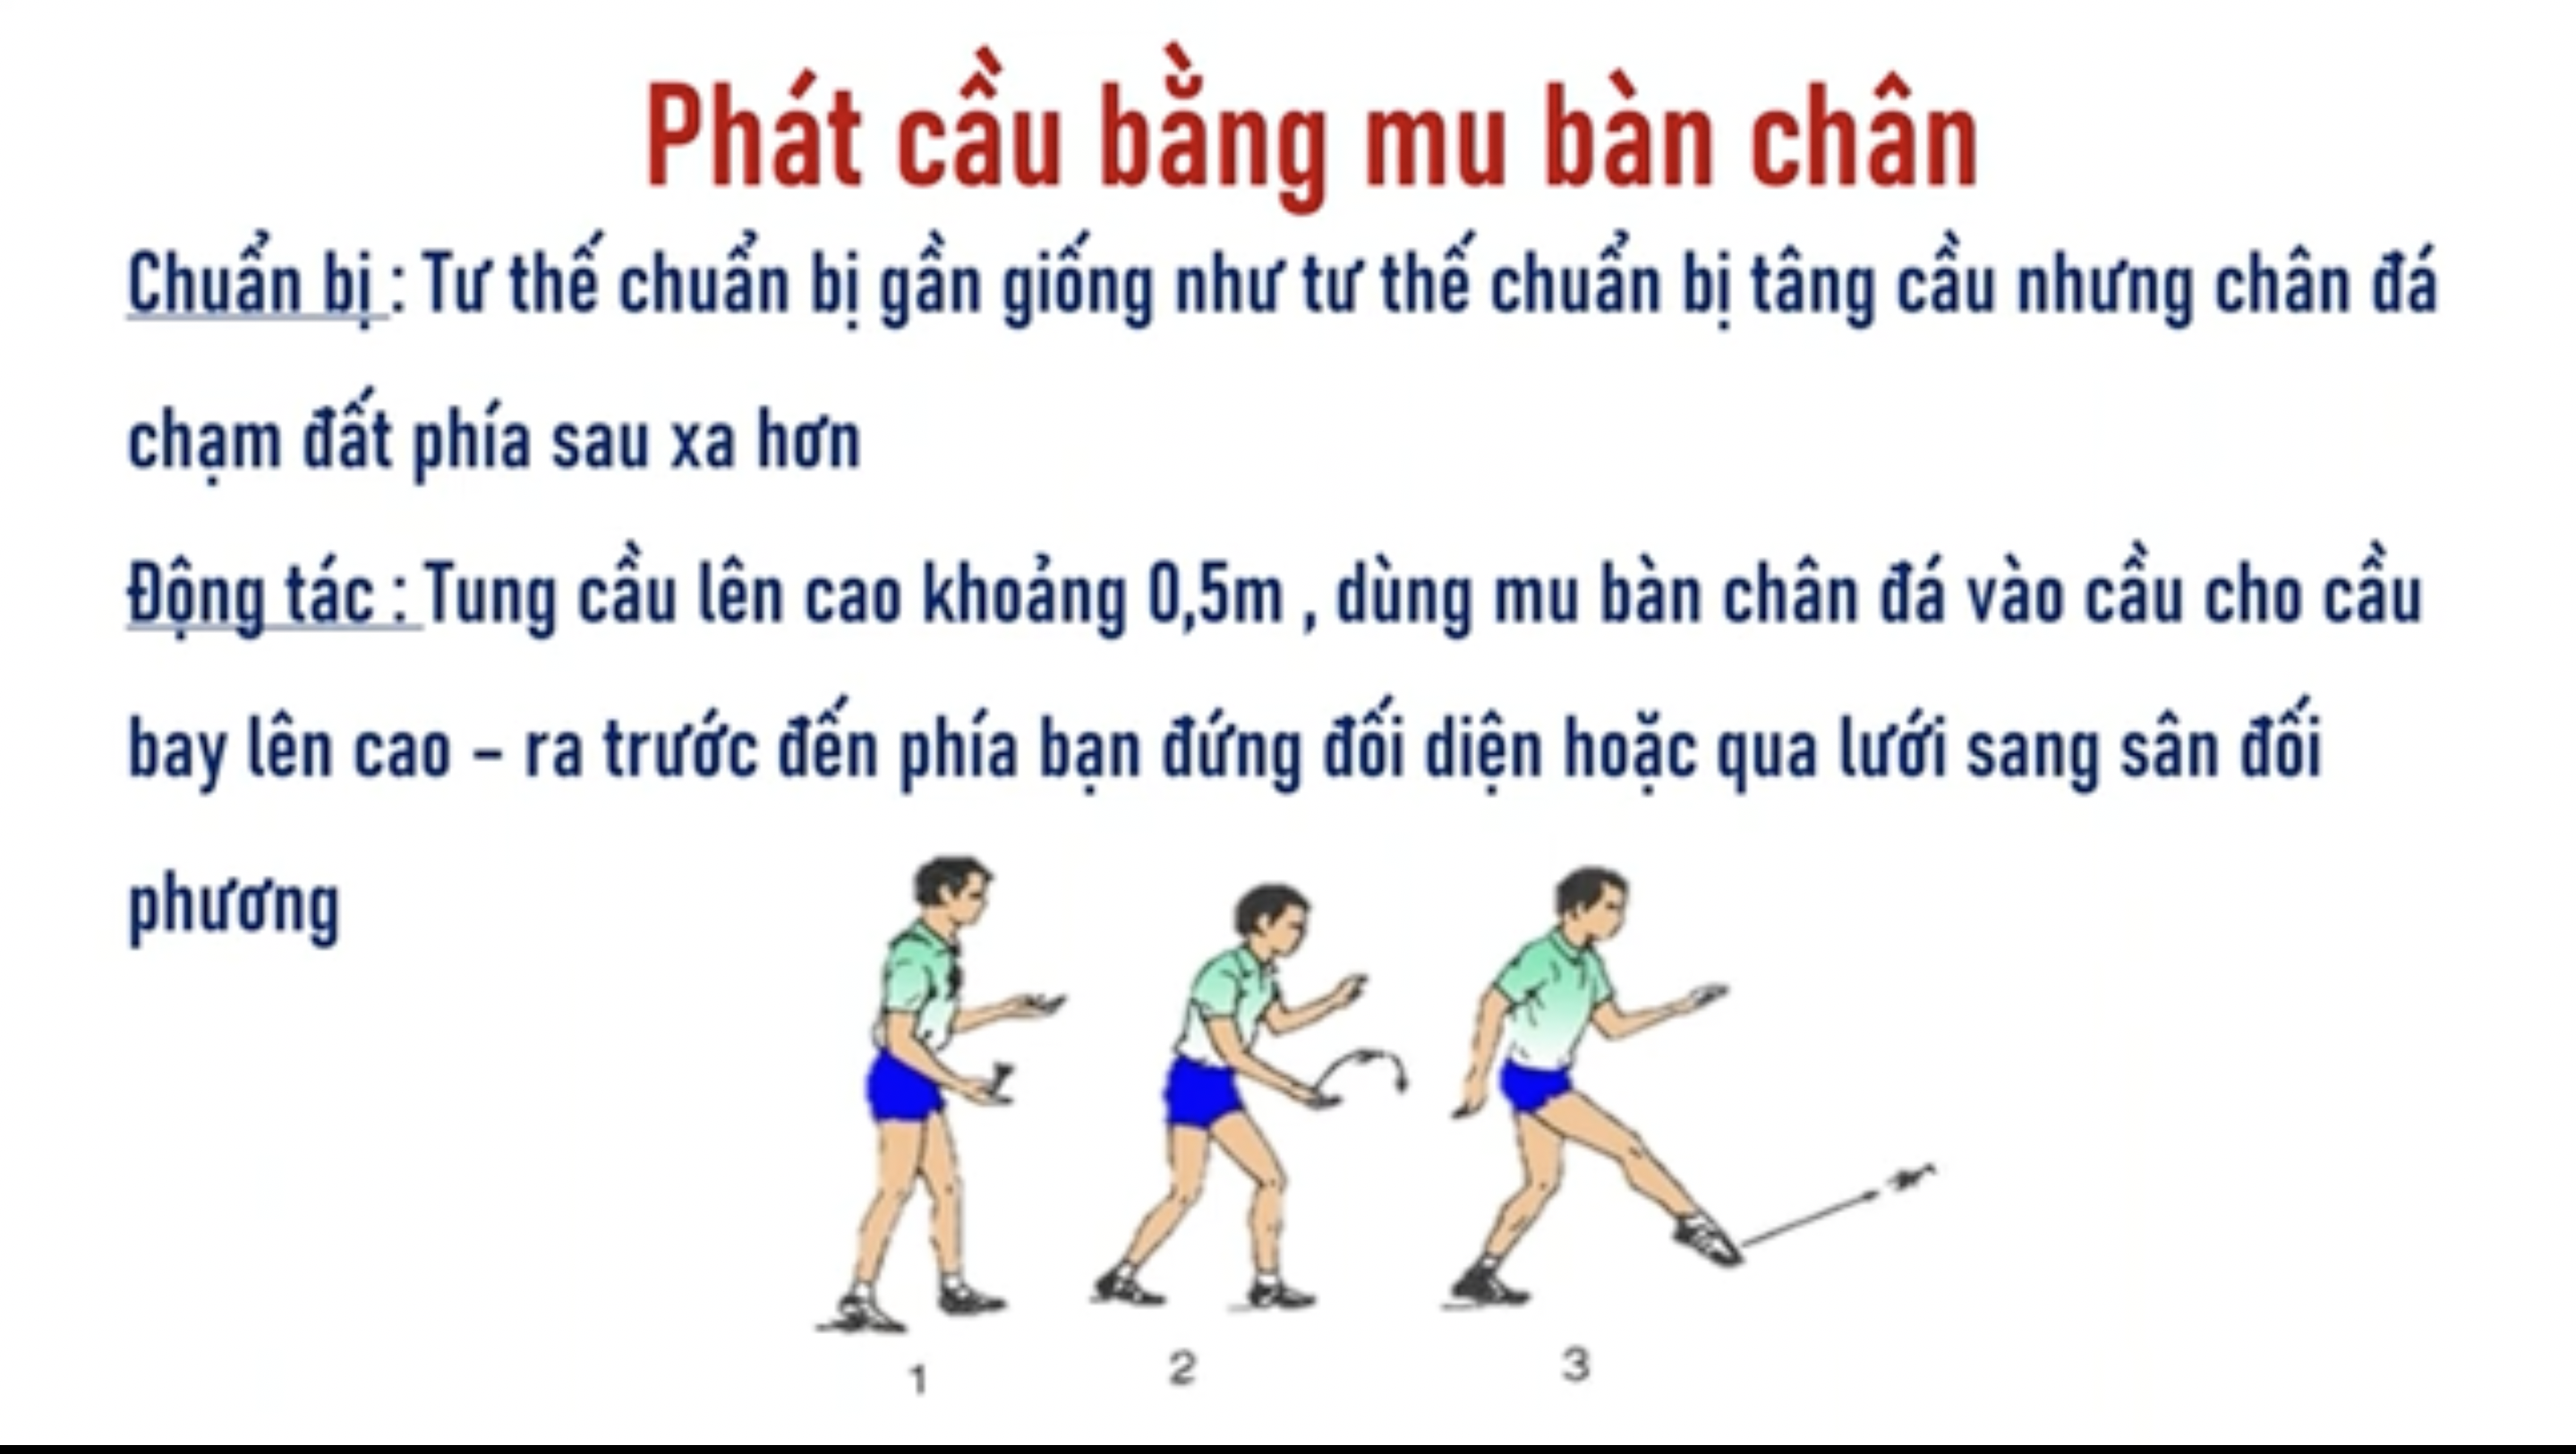 Phát cầu bằng mu bàn chân
Chuẩn bị : Tư thế chuẩn bị gần giống như tư thế chuẩn bị tâng cầu nhưng chân đá
chạm đất phía sau xa hơn
Động tác : Tung cầu lên cao khoảng 0,5m , dùng mu bàn chân đá vào cầu cho cầu
bay lên cao – ra trước đến phía bạn đứng đối diện hoặc qua lưới sang sân đối
phương
1 2 3